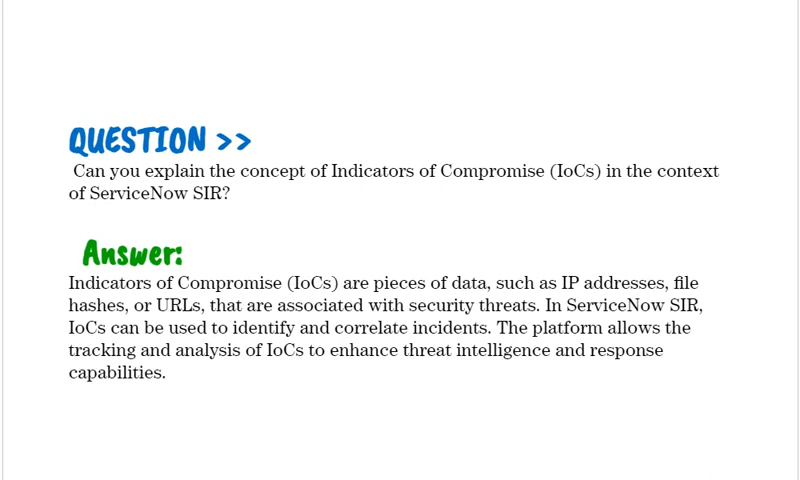 QUESTION >>
Can you explain the concept of Indicators of Compromise (IoCs) in the context
of ServiceNow SIR?
Answer:
Indicators of Compromise (IoCs) are pieces of data, such as IP addresses, file
hashes, or URLs, that are associated with security threats. In ServiceNow SIR,
IoCs can be used to identify and correlate incidents. The platform allows the
tracking and analysis of IoCs to enhance threat intelligence and response
capabilities.